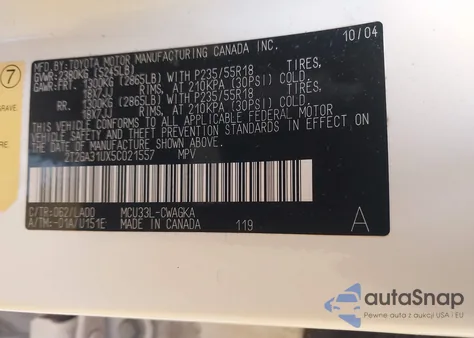 10/04
MFD.BY:TOYOTA MOTOR MANUFACTURING CANADA INC.
GVWR:2380KG (5245LB)
GAWR:FRT. 1300KG (2865LB) WITH P235/55R18 TIRES,
18X7JJ RIMS, AT 210KPA (30PSI) COLD.
RR. 1300KG (2865LB) WITH P235/55R18 TIRES,
18X7JJ RIMS, AT 210KPA (30PSI) COLD.
THIS VEHICLE CONFORMS TO ALL APPLICABLE FEDERAL MOTOR
VEHICLE SAFETY AND THEFT PREVENTION STANDARDS IN EFFECT ON
THE DATE OF MANUFACTURE SHOWN ABOVE.
2T2GA31UX5C021557 MPV
C/TR:062/LA00 MCU33L-CWAGKA
A/TM:-01A/U151E MADE IN CANADA 119 A
7
autoSnap
Pewne auta z aukcji USA i EU